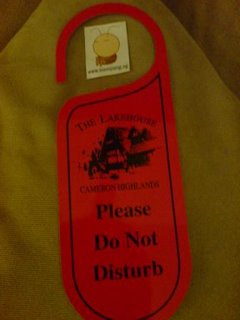 THE LAKEHOUSE
CAMERON HIGHLANDS
Please
Do Not
Disturb